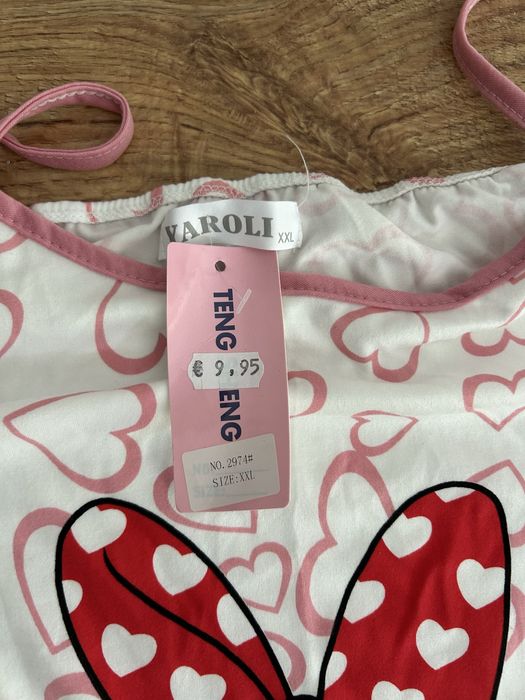 YAROLI
XXL
TENG
ENG
€ 9,95
NO. 2974#
SIZE:XXL